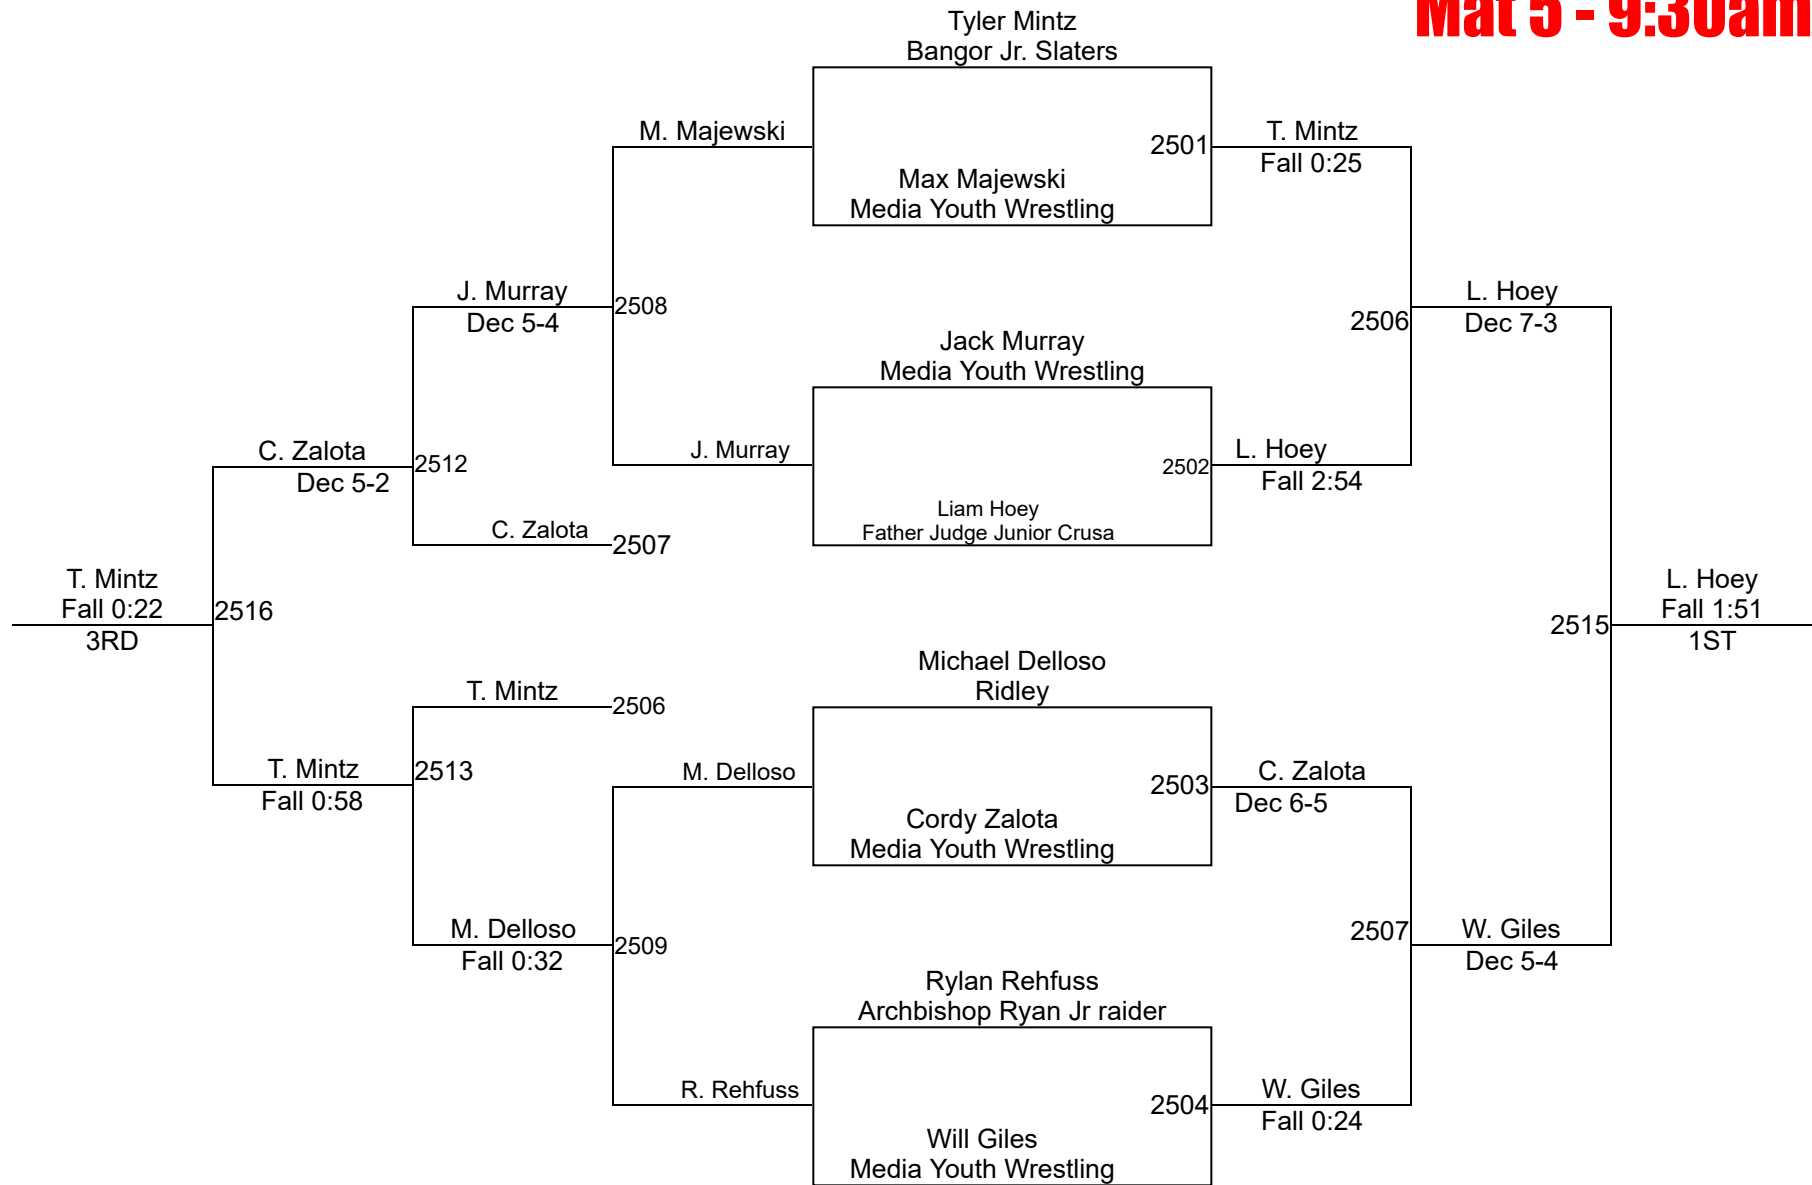 Mat 5 - 9:30am
Tyler Mintz
Bangor Jr. Slaters
M. Majewski
2501
T. Mintz
Fall 0:25
Max Majewski
Media Youth Wrestling
J. Murray
Dec 5-4
2508
L. Hoey
Dec 7-3
2506
Jack Murray
Media Youth Wrestling
C. Zalota
Dec 5-2
2512
J. Murray
2502
L. Hoey
Fall 2:54
Liam Hoey
Father Judge Junior Crusa
C. Zalota
2507
T. Mintz
Fall 0:22
3RD
2516
2515
L. Hoey
Fall 1:51
1ST
Michael Delloso
Ridley
T. Mintz
2506
T. Mintz
Fall 0:58
2513
M. Delloso
2503
C. Zalota
Dec 6-5
Cordy Zalota
Media Youth Wrestling
M. Delloso
Fall 0:32
2509
2507
W. Giles
Dec 5-4
Rylan Rehfuss
Archbishop Ryan Jr raider
R. Rehfuss
2504
W. Giles
Fall 0:24
Will Giles
Media Youth Wrestling